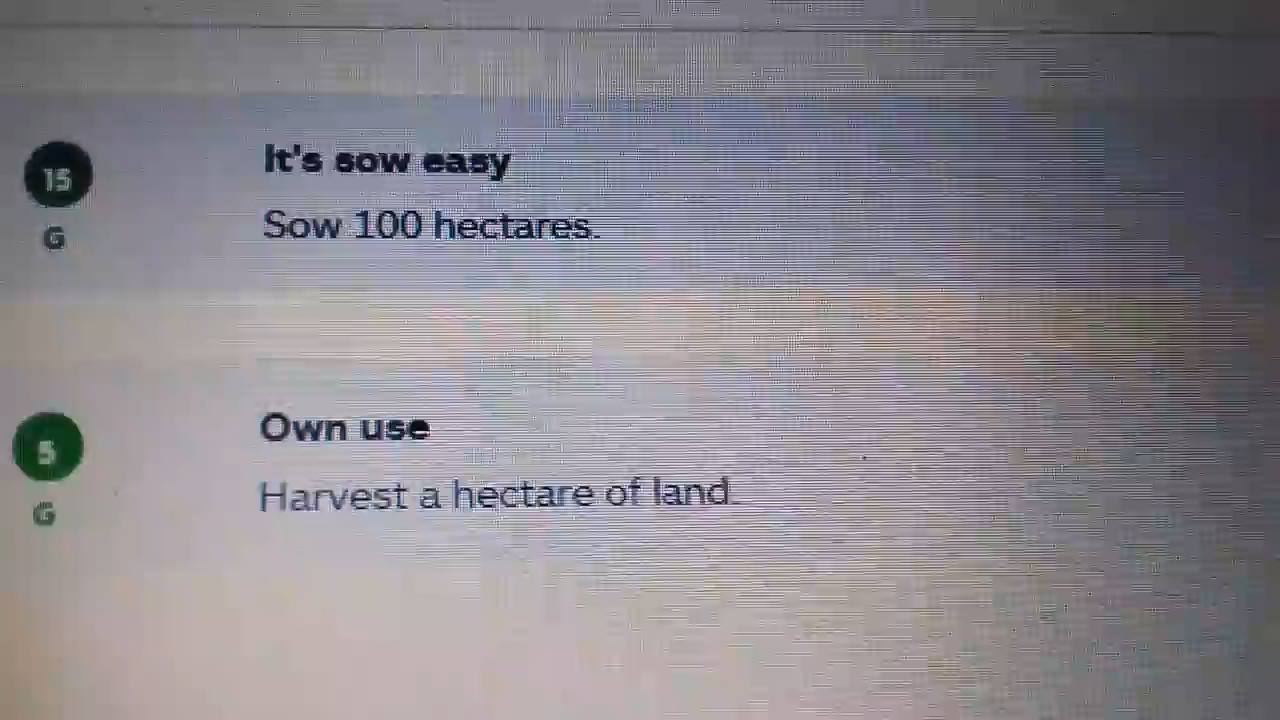 15
G
It's sow easy
Sow 100 hectares.
5
G
Own use
Harvest a hectare of land.